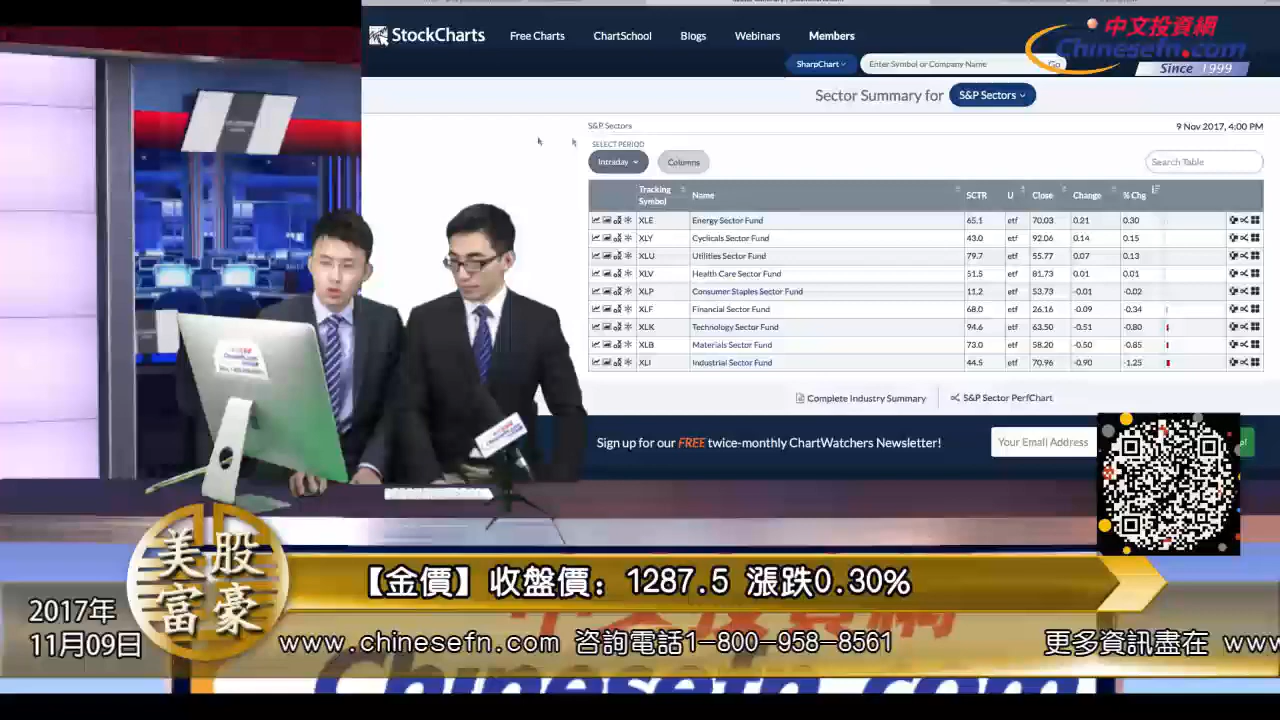 StockCharts Free Charts ChartSchool Blogs Webinars Members
中文投資網
Chinesefn.com
Since 1999
SharpChart Enter Symbol or Company Name Go
Sector Summary for S&P Sectors
S&P Sectors
9 Nov 2017, 4:00 PM
SELECT PERIOD
Intraday Columns Search Table
Tracking Symbol Name SCTR U Close Change % Chg
XLE Energy Sector Fund 65.1 etf 70.03 0.21 0.30
XLY Cyclicals Sector Fund 43.0 etf 92.06 0.14 0.15
XLU Utilities Sector Fund 79.7 etf 55.77 0.07 0.13
XLV Health Care Sector Fund 51.5 etf 81.73 0.01 0.01
XLP Consumer Staples Sector Fund 11.2 etf 53.73 -0.01 -0.02
XLF Financial Sector Fund 68.0 etf 26.16 -0.09 -0.34
XLK Technology Sector Fund 94.6 etf 63.50 -0.51 -0.80
XLB Materials Sector Fund 73.0 etf 58.20 -0.50 -0.85
XLI Industrial Sector Fund 44.5 etf 70.96 -0.90 -1.25
Complete Industry Summary S&P Sector PerfChart
Sign up for our FREE twice-monthly ChartWatchers Newsletter! Your Email Address
美股
富豪
【金價】收盤價: 1287.5 漲跌0.30%
2017年
11月09日
www.chinesefn.com 咨詢電話1-800-958-8561 更多資訊盡在 www
Chinesefn.com